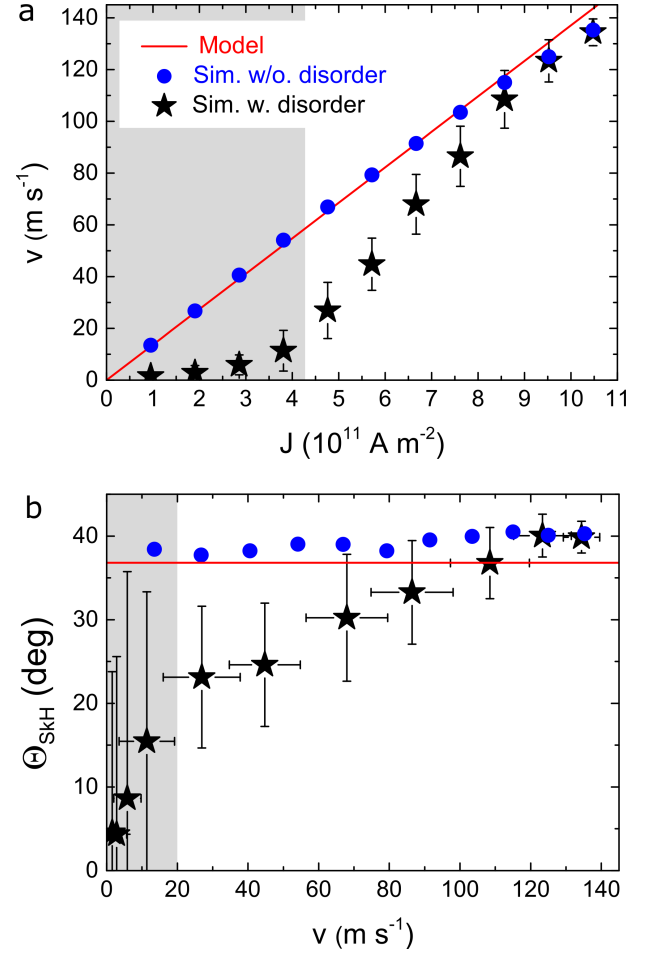 a
140
120
100
80
60
40
20
0
v (m s⁻¹)
Model
Sim. w/o. disorder
Sim. w. disorder
0 1 2 3 4 5 6 7 8 9 10 11
J (10¹¹ A m⁻²)
b
40
30
20
10
0
Θ_SkH (deg)
0 20 40 60 80 100 120 140
v (m s⁻¹)